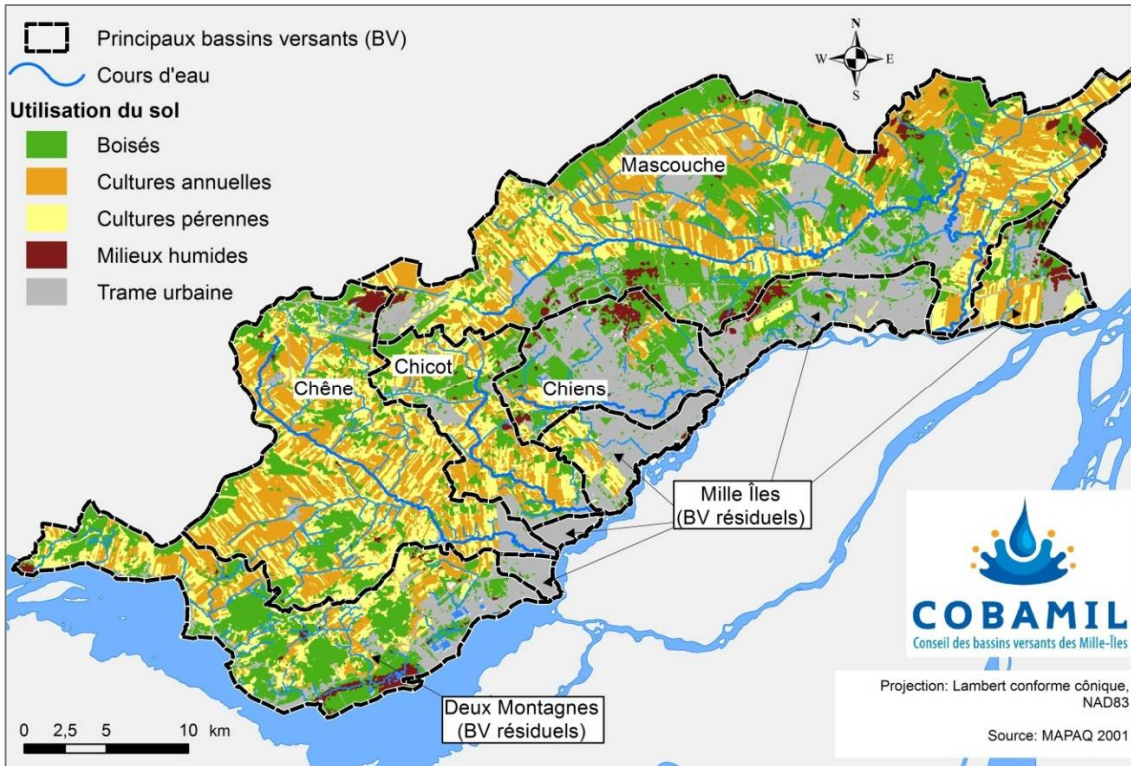 Principaux bassins versants (BV)
Cours d'eau
Utilisation du sol
Boisés
Cultures annuelles
Cultures pérennes
Milieux humides
Trame urbaine
N
W
E
S
Mascouche
Chêne
Chicot
Chiens
Mille Îles
(BV résiduels)
Deux Montagnes
(BV résiduels)
0 2,5 5 10 km
COBAMIL
Conseil des bassins versants des Mille-Îles
Projection: Lambert conforme cônique,
NAD83
Source: MAPAQ 2001